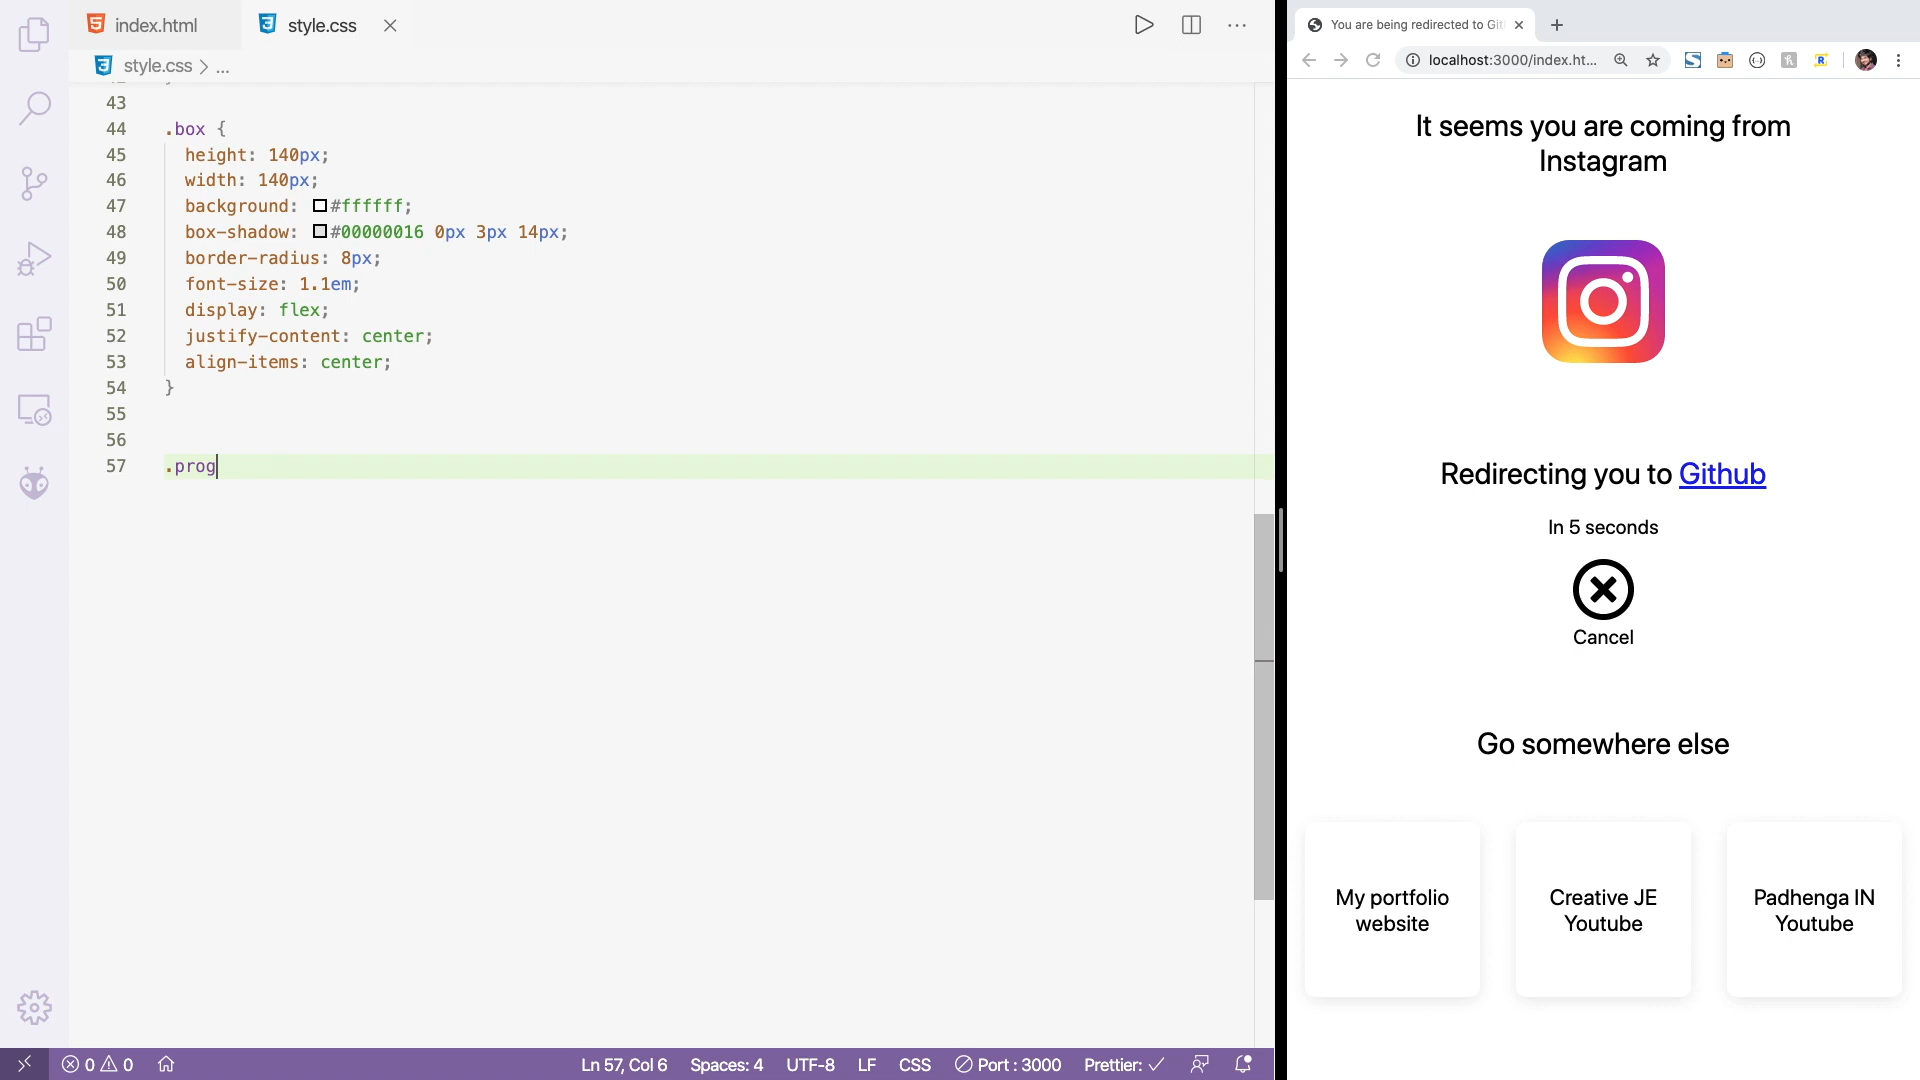 index.html
style.css
style.css > ...
43
44 .box {
45 height: 140px;
46 width: 140px;
47 background: #ffffff;
48 box-shadow: #00000016 0px 3px 14px;
49 border-radius: 8px;
50 font-size: 1.1em;
51 display: flex;
52 justify-content: center;
53 align-items: center;
54 }
55
56
57 .prog
0 0
Ln 57, Col 6
Spaces: 4
UTF-8
LF
CSS
Port : 3000
Prettier:
You are being redirected to Git
localhost:3000/index.ht...
It seems you are coming from
Instagram
Redirecting you to Github
In 5 seconds
Cancel
Go somewhere else
My portfolio
website
Creative JE
Youtube
Padhenga IN
Youtube